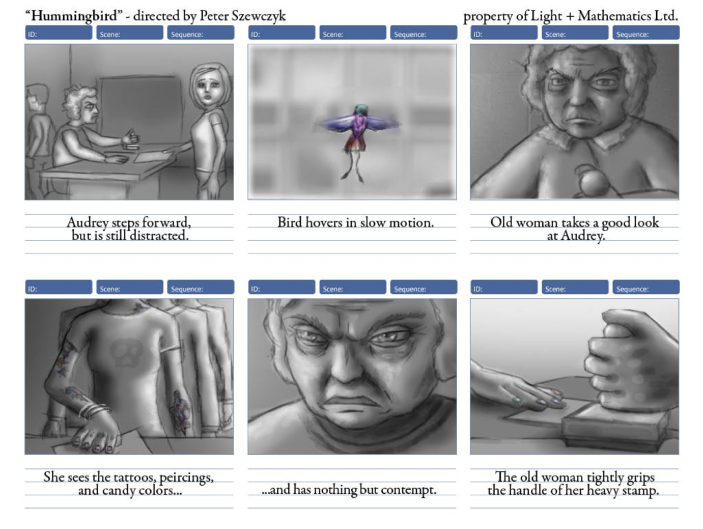 “Hummingbird” - directed by Peter Szewczyk
property of Light + Mathematics Ltd.
ID: Scene: Sequence:
ID: Scene: Sequence:
ID: Scene: Sequence:
Audrey steps forward,
but is still distracted.
Bird hovers in slow motion.
Old woman takes a good look
at Audrey.
ID: Scene: Sequence:
ID: Scene: Sequence:
ID: Scene: Sequence:
She sees the tattoos, peircings,
and candy colors...
...and has nothing but contempt.
The old woman tightly grips
the handle of her heavy stamp.